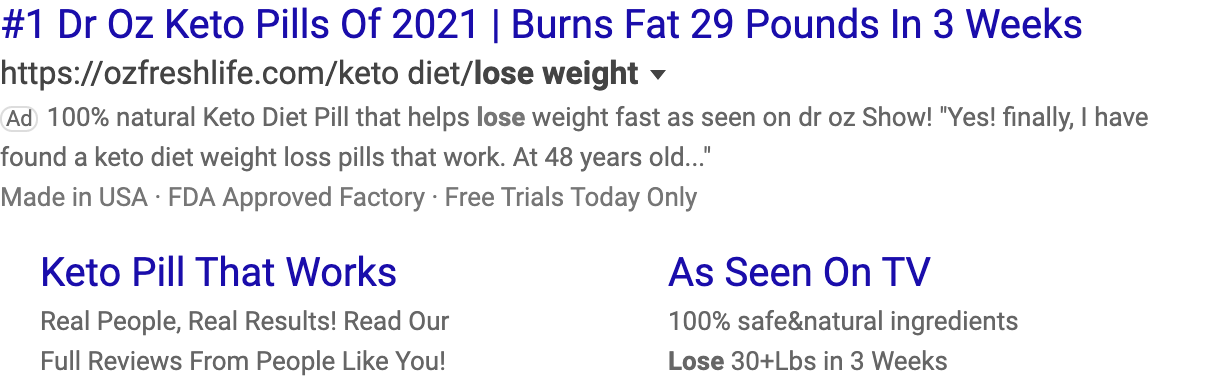 #1 Dr Oz Keto Pills Of 2021 | Burns Fat 29 Pounds In 3 Weeks
https://ozfreshlife.com/keto diet/lose weight
Ad 100% natural Keto Diet Pill that helps lose weight fast as seen on dr oz Show! "Yes! finally, I have
found a keto diet weight loss pills that work. At 48 years old..."
Made in USA · FDA Approved Factory · Free Trials Today Only
Keto Pill That Works
Real People, Real Results! Read Our
Full Reviews From People Like You!
As Seen On TV
100% safe&natural ingredients
Lose 30+Lbs in 3 Weeks